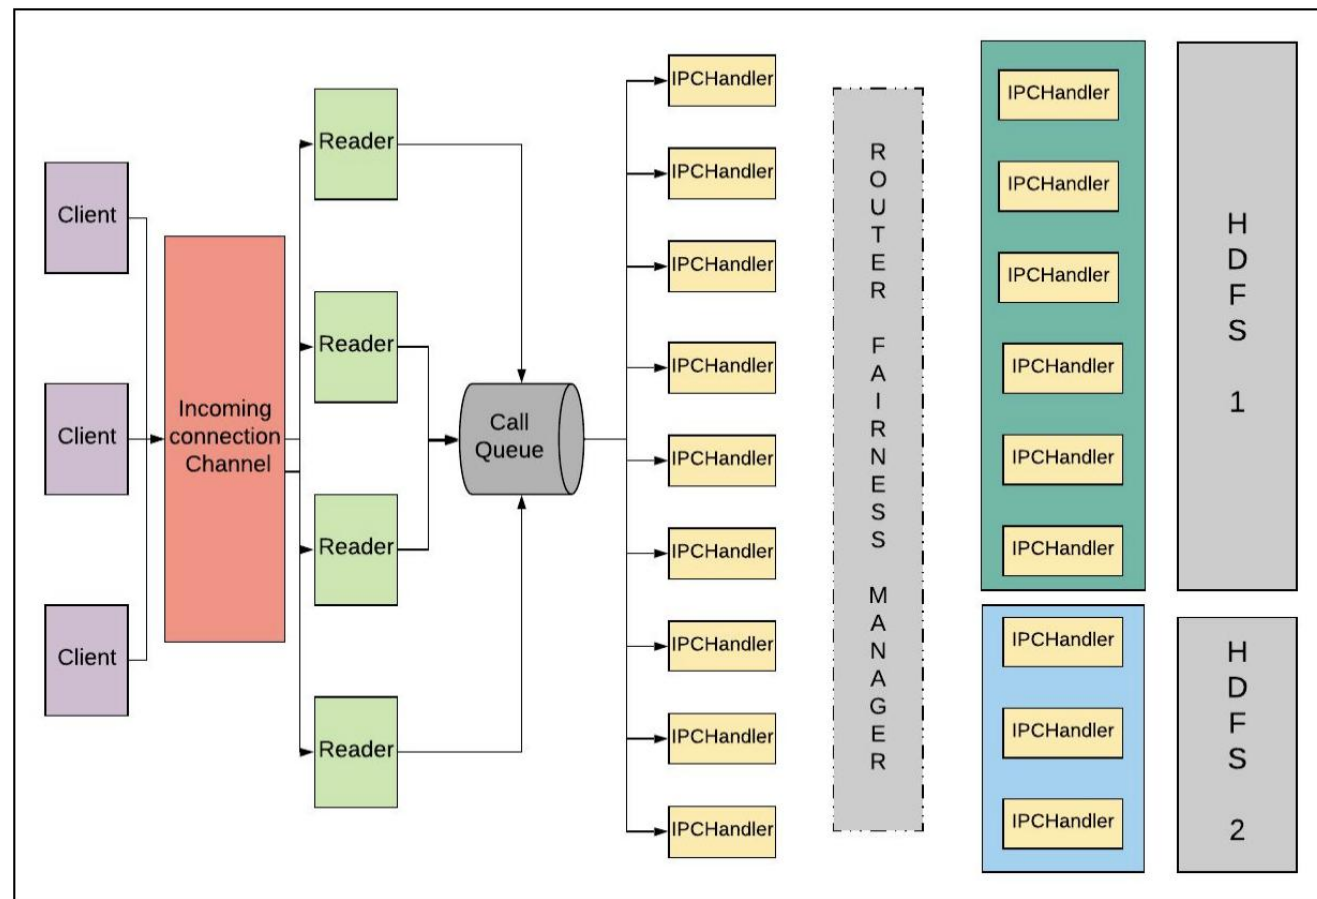 Client
Client
Client
Incoming
connection
Channel
Reader
Reader
Reader
Reader
Call
Queue
IPCHandler
IPCHandler
IPCHandler
IPCHandler
IPCHandler
IPCHandler
IPCHandler
IPCHandler
IPCHandler
ROUTER FAIRNESS MANAGER
IPCHandler
IPCHandler
IPCHandler
IPCHandler
IPCHandler
IPCHandler
IPCHandler
IPCHandler
IPCHandler
HDFS 1
HDFS 2